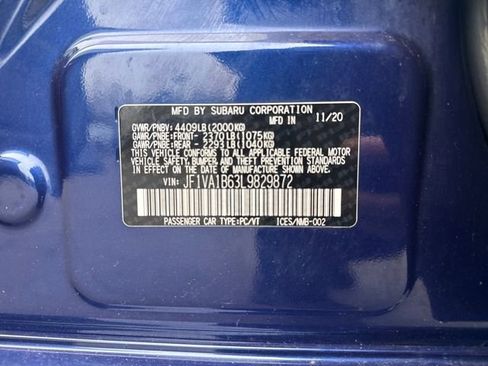 MFD BY SUBARU CORPORATION
MFD IN 11/20
GVWR/PNBV: 4409LB(2000KG)
GAWR/PNBE:FRONT- 2370LB(1075KG)
GAWR/PNBE:REAR - 2293LB(1040KG)
THIS VEHICLE CONFORMS TO ALL APPLICABLE FEDERAL MOTOR
VEHICLE SAFETY, BUMPER, AND THEFT PREVENTION STANDARDS
IN EFFECT ON THE DATE OF MANUFACTURE SHOWN ABOVE.
VIN: JF1VA1B63L9829872
PASSENGER CAR TYPE:PC/VT ICES/NMB-002